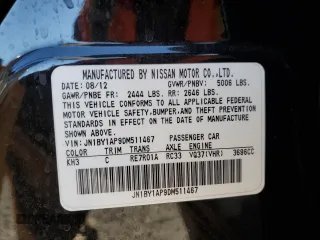 MANUFACTURED BY NISSAN MOTOR CO.,LTD.
DATE: 08/12 GVWR/PNBV: 5006 LBS.
GAWR/PNBE FR: 2444 LBS. RR: 2646 LBS.
THIS VEHICLE CONFORMS TO ALL APPLICABLE FEDERAL
MOTOR VEHICLE SAFETY, BUMPER, AND THEFT PREVENTION
STANDARDS IN EFFECT ON THE DATE OF MANUFACTURE
SHOWN ABOVE.
VIN: JN1BY1AP9DM511467 PASSENGER CAR
COLOR TRIM TRANS AXLE ENGINE
KH3 C RE7R01A RC33 VQ37(VHR) 3696CC
JN1BY1AP9DM511467